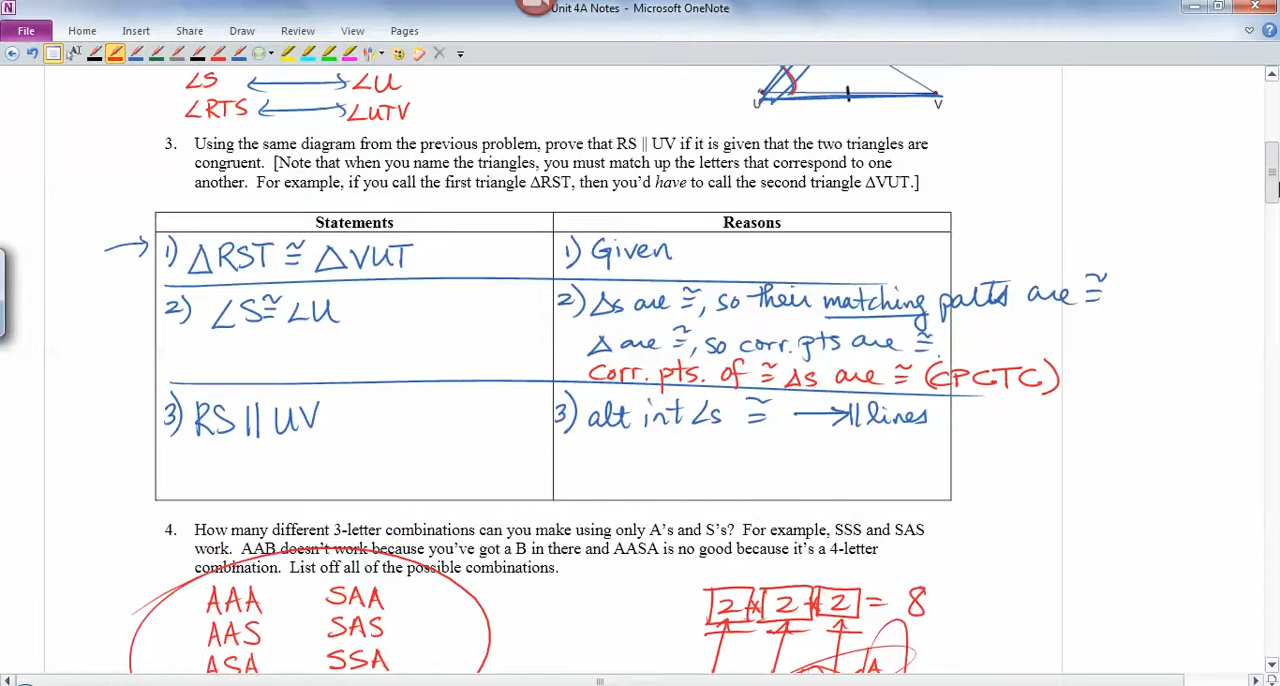 Unit 4A Notes - Microsoft OneNote
File Home Insert Share Draw Review View Pages
∠S ⟷ ∠U
∠RTS ⟷ ∠UTV
U V
3. Using the same diagram from the previous problem, prove that RS || UV if it is given that the two triangles are
congruent. [Note that when you name the triangles, you must match up the letters that correspond to one
another. For example, if you call the first triangle ΔRST, then you'd have to call the second triangle ΔVUT.]
Statements Reasons
→ 1) △RST ≅ △VUT 1) Given
2) ∠S ≅ ∠U 2) Δs are ≅, so their matching parts are ≅
Δ are ≅, so corr. pts are ≅.
Corr. pts. of ≅ Δs are ≅ (CPCTC)
3) RS || UV 3) alt int ∠s ≅ → || lines
4. How many different 3-letter combinations can you make using only A's and S's? For example, SSS and SAS
work. AAB doesn't work because you've got a B in there and AASA is no good because it's a 4-letter
combination. List off all of the possible combinations.
AAA SAA 2 * 2 * 2 = 8
AAS SAS
ASA SSA A